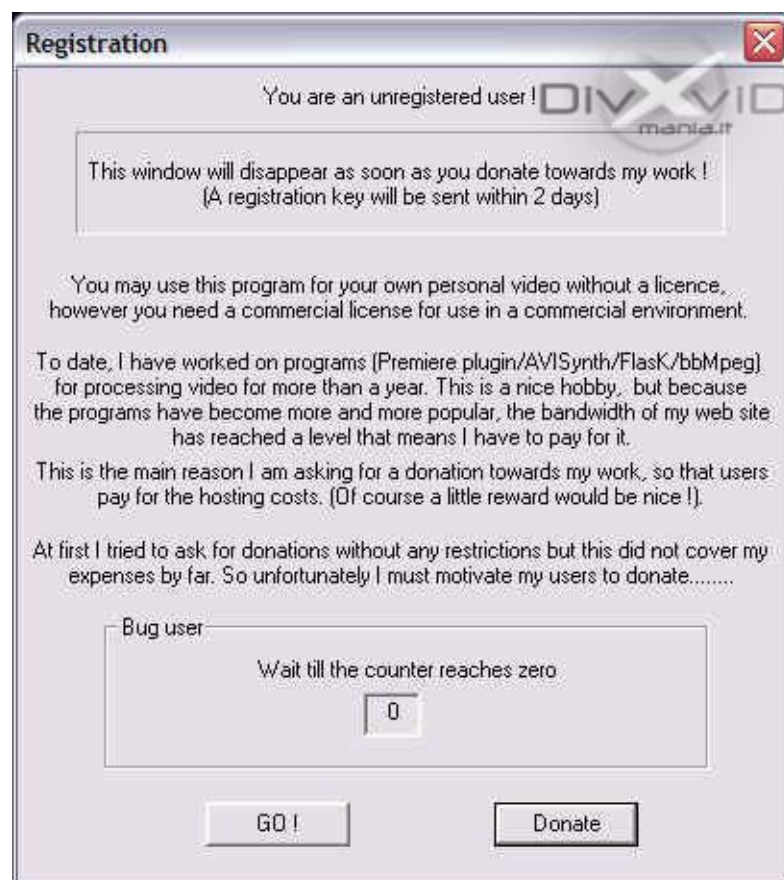 Registration
You are an unregistered user !
DIVXVID
mania.it
This window will disappear as soon as you donate towards my work !
(A registration key will be sent within 2 days)
You may use this program for your own personal video without a licence,
however you need a commercial license for use in a commercial environment.
To date, I have worked on programs (Premiere plugin/AVISynth/FlasK/bbMpeg)
for processing video for more than a year. This is a nice hobby, but because
the programs have become more and more popular, the bandwidth of my web site
has reached a level that means I have to pay for it.
This is the main reason I am asking for a donation towards my work, so that users
pay for the hosting costs. (Of course a little reward would be nice !).
At first I tried to ask for donations without any restrictions but this did not cover my
expenses by far. So unfortunately I must motivate my users to donate........
Bug user
Wait till the counter reaches zero
0
GO !
Donate